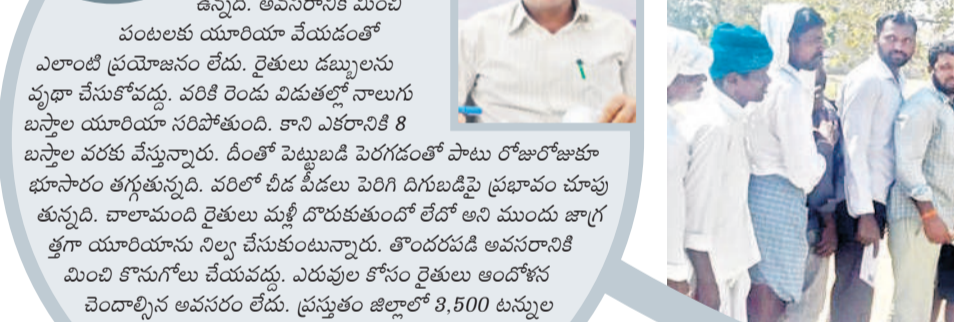 ఉన్నది. అవసరానికి మించి
పంటలకు యూరియా వేయడంతో
ఎలాంటి ప్రయోజనం లేదు. రైతులు డబ్బులను
వృథా చేసుకోవద్దు. వరికి రెండు విడుతల్లో నాలుగు
బస్తాల యూరియా సరిపోతుంది. కాని ఎకరానికి 8
బస్తాల వరకు వేస్తున్నారు. దీంతో పెట్టుబడి పెరగడంతో పాటు రోజురోజుకూ
భూసారం తగ్గుతున్నది. వరిలో చీడ పీడలు పెరిగి దిగుబడిపై ప్రభావం చూపు
తున్నది. చాలామంది రైతులు మళ్లీ దొరుకుతుందో లేదో అని ముందు జాగ్ర
త్తగా యూరియాను నిల్వ చేసుకుంటున్నారు. తొందరపడి అవసరానికి
మించి కొనుగోలు చేయవద్దు. ఎరువుల కోసం రైతులు ఆందోళన
చెందాల్సిన అవసరం లేదు. ప్రస్తుతం జిల్లాలో 3,500 టన్నుల